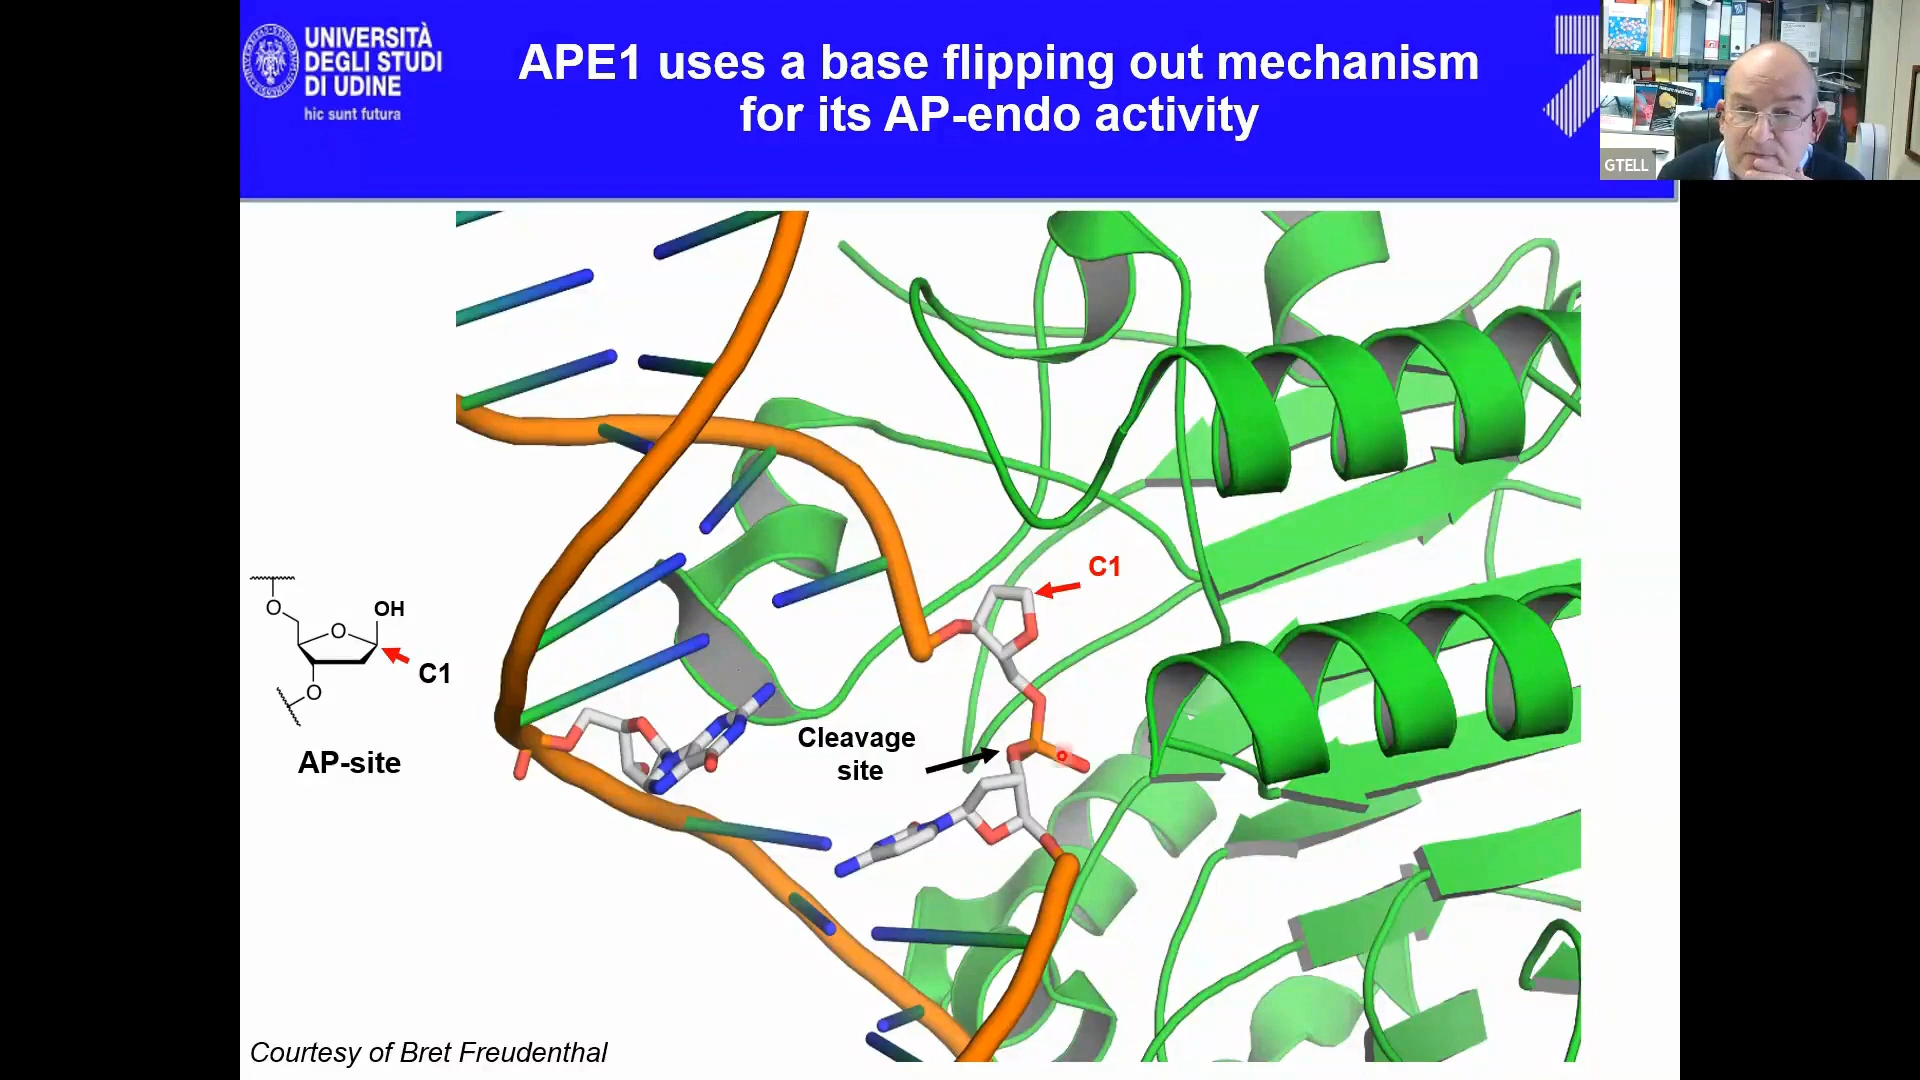 UNIVERSITÀ
DEGLI STUDI
DI UDINE
hic sunt futura
APE1 uses a base flipping out mechanism
for its AP-endo activity
GTELL
C1
O
OH
O
C1
O
AP-site
Cleavage
site
Courtesy of Bret Freudenthal